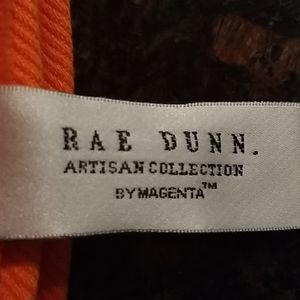 RAE DUNN.
ARTISAN COLLECTION
BY MAGENTA™